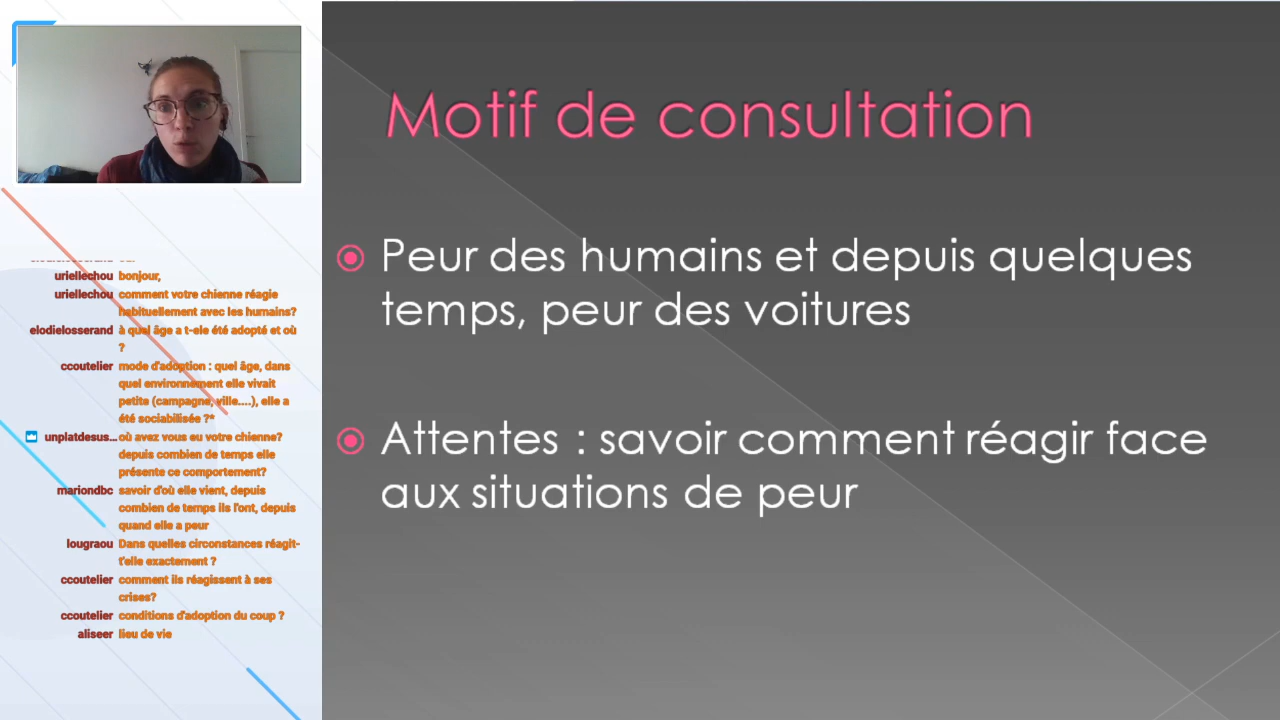 Motif de consultation
Peur des humains et depuis quelques
temps, peur des voitures
Attentes : savoir comment réagir face
aux situations de peur
uriellechou bonjour,
uriellechou comment votre chienne réagie
habituellement avec les humains?
elodielosserand à quel âge a t-ele été adopté et où
?
ccoutelier mode d'adoption : quel âge, dans
quel environnement elle vivait
petite (campagne, ville....), elle a
été sociabilisée ?*
unplatdesus... où avez vous eu votre chienne?
depuis combien de temps elle
présente ce comportement?
mariondbc savoir d'où elle vient, depuis
combien de temps ils l'ont, depuis
quand elle a peur
lougraou Dans quelles circonstances réagit-
t'elle exactement ?
ccoutelier comment ils réagissent à ses
crises?
ccoutelier conditions d'adoption du coup ?
aliseer lieu de vie